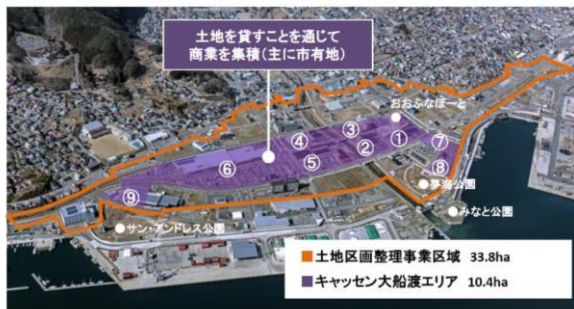 土地を貸すことを通じて
商業を集積(主に市有地)
おおふなぽーと
④
③
①
⑦
⑥
⑤
②
⑧
夢海公園
⑨
みなと公園
サン・アンドレス公園
土地区画整理事業区域 33.8ha
キャッセン大船渡エリア 10.4ha